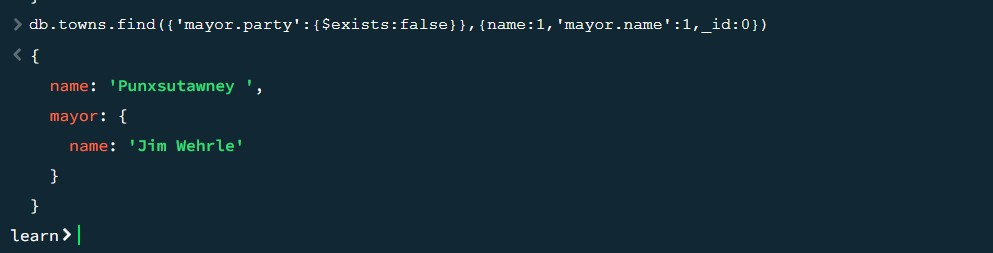 }
> db.towns.find({'mayor.party':{$exists:false}},{name:1,'mayor.name':1,_id:0})
< {
name: 'Punxsutawney ',
mayor: {
name: 'Jim Wehrle'
}
}
learn>